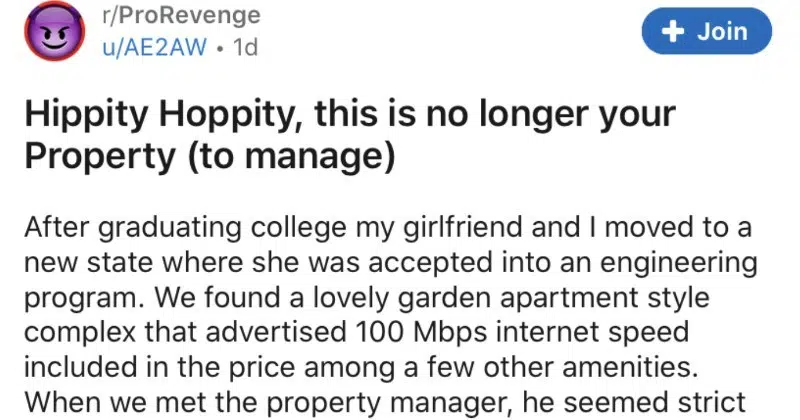 r/ProRevenge
u/AE2AW • 1d
+ Join
Hippity Hoppity, this is no longer your
Property (to manage)
After graduating college my girlfriend and I moved to a
new state where she was accepted into an engineering
program. We found a lovely garden apartment style
complex that advertised 100 Mbps internet speed
included in the price among a few other amenities.
When we met the property manager, he seemed strict